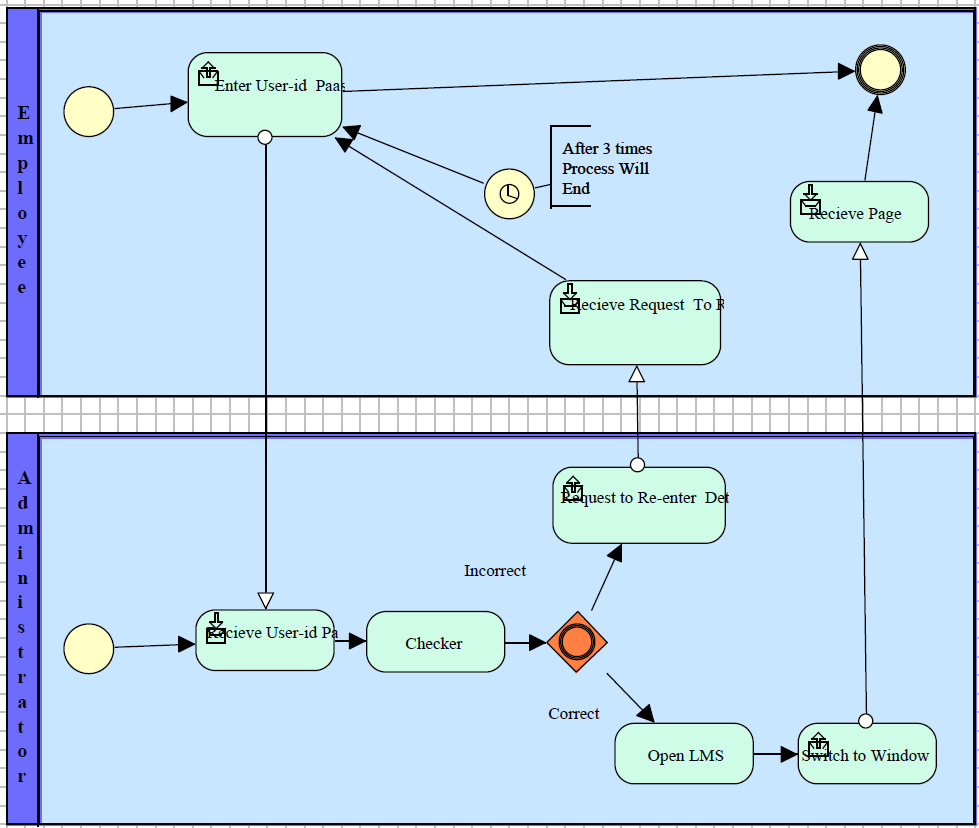 Employee
Enter User-id  Paas
After 3 times
Process Will
End
Recieve Page
Recieve Request  To R
Administrator
Request to Re-enter  Det
Incorrect
Recieve User-id Pa
Checker
Correct
Open LMS
Switch to Window